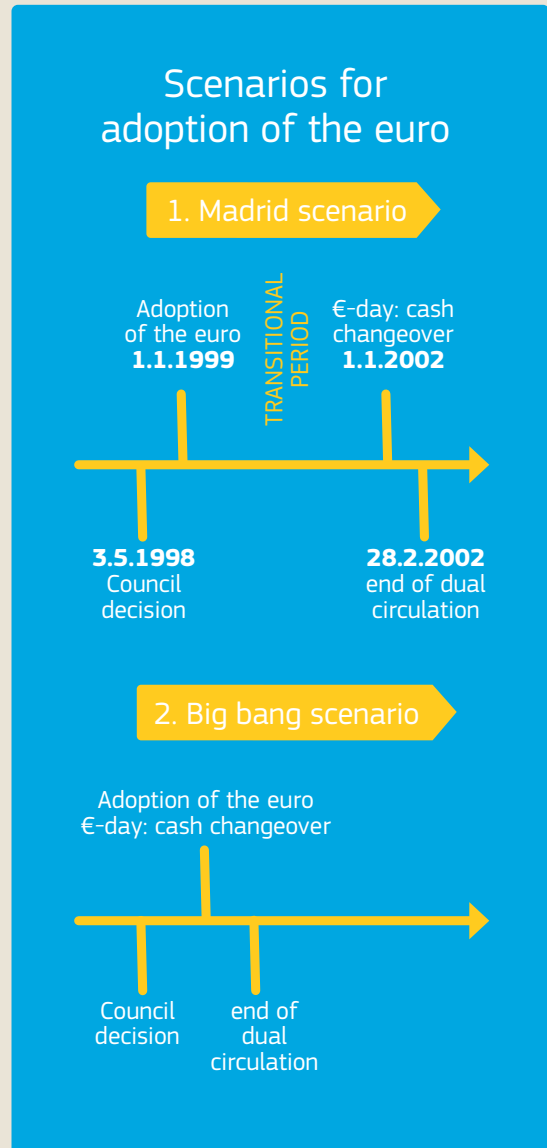 Scenarios for
adoption of the euro
1. Madrid scenario
Adoption
of the euro
1.1.1999
TRANSITIONAL
PERIOD
€-day: cash
changeover
1.1.2002
3.5.1998
Council
decision
28.2.2002
end of dual
circulation
2. Big bang scenario
Adoption of the euro
€-day: cash changeover
Council
decision
end of
dual
circulation